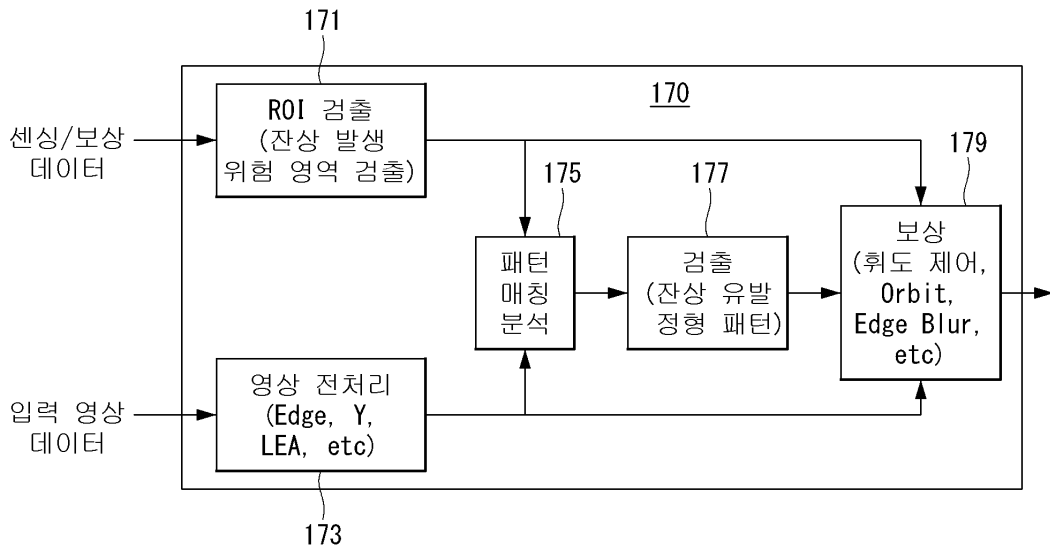 171
170
ROI 검출
(잔상 발생
위험 영역 검출)
센싱/보상
데이터
175
177
179
패턴
매칭
분석
검출
(잔상 유발
정형 패턴)
보상
(휘도 제어,
Orbit,
Edge Blur,
etc)
영상 전처리
(Edge, Y,
LEA, etc)
입력 영상
데이터
173